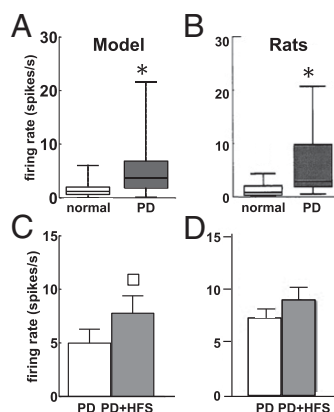 A
B
Model
Rats
firing rate (spikes/s)
30
20
10
0
*
normal PD
30
20
10
0
*
normal PD
C
D
firing rate (spikes/s)
15
10
5
0
PD PD+HFS
15
10
5
0
PD PD+HFS